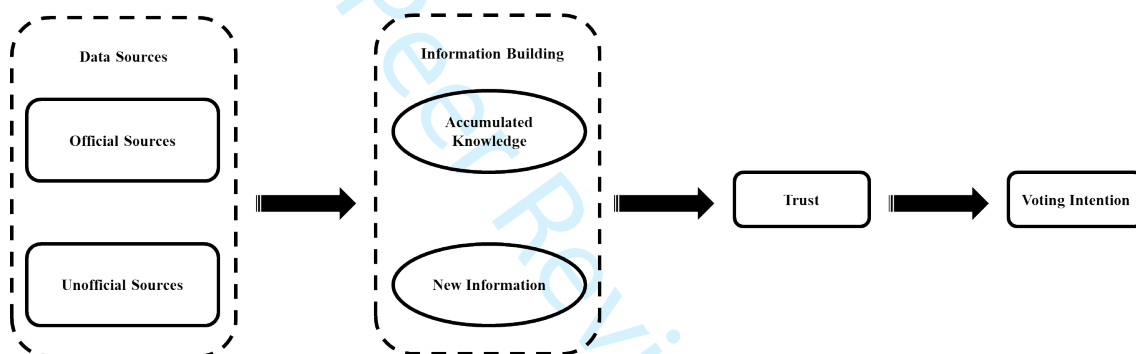 Data Sources
Official Sources
Unofficial Sources
Information Building
Accumulated
Knowledge
New Information
Trust
Voting Intention